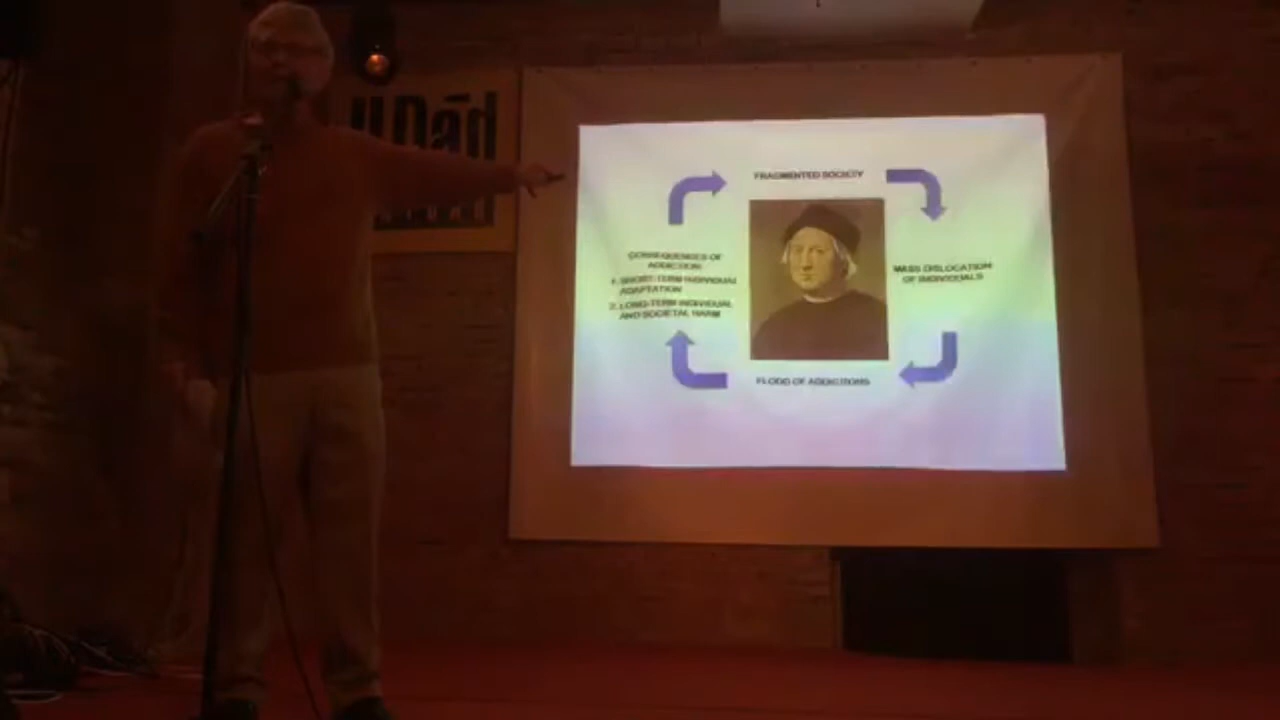 FRAGMENTED SOCIETY
MASS DISLOCATION
OF INDIVIDUALS
FLOOD OF ADDICTIONS
CONSEQUENCES OF
ADDICTION:
1. SHORT-TERM INDIVIDUAL
ADAPTATION
2. LONG-TERM INDIVIDUAL
AND SOCIETAL HARM